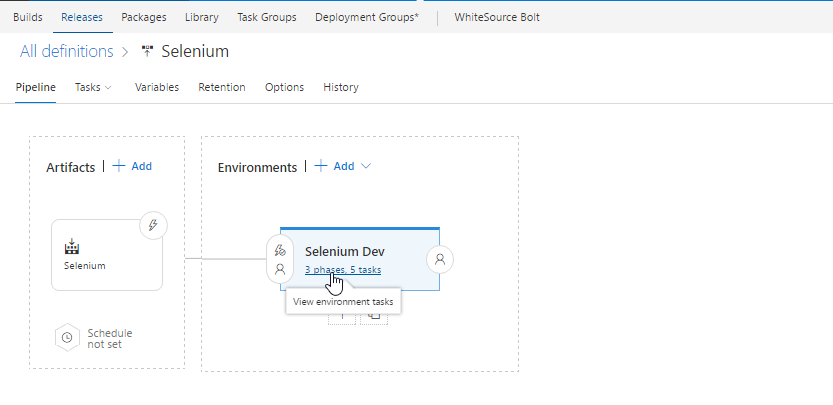 Builds Releases Packages Library Task Groups Deployment Groups* | WhiteSource Bolt
All definitions > Selenium
Pipeline Tasks Variables Retention Options History
Artifacts | + Add
Environments | + Add
Selenium
Selenium Dev
3 phases, 5 tasks
View environment tasks
Schedule
not set